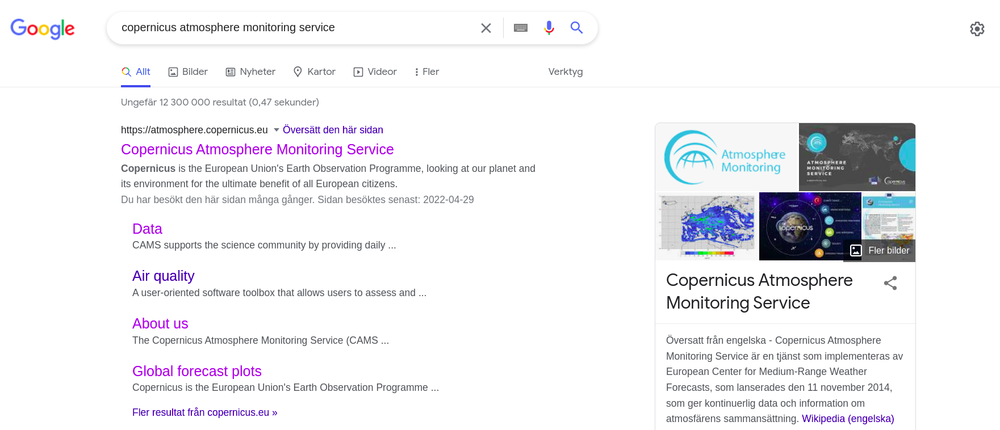 Google
copernicus atmosphere monitoring service
Allt
Bilder
Nyheter
Kartor
Videor
Fler
Verktyg
Ungefär 12 300 000 resultat (0,47 sekunder)
https://atmosphere.copernicus.eu Översätt den här sidan
Copernicus Atmosphere Monitoring Service
Copernicus is the European Union's Earth Observation Programme, looking at our planet and
its environment for the ultimate benefit of all European citizens.
Du har besökt den här sidan många gånger. Sidan besöktes senast: 2022-04-29
Data
CAMS supports the science community by providing daily ...
Air quality
A user-oriented software toolbox that allows users to assess and ...
About us
The Copernicus Atmosphere Monitoring Service (CAMS ...
Global forecast plots
Copernicus is the European Union's Earth Observation Programme ...
Fler resultat från copernicus.eu »
Atmosphere
Monitoring
ATMOSPHERE
MONITORING
SERVICE
Copernicus
opernicus
Fler bilder
Copernicus Atmosphere
Monitoring Service
Översatt från engelska - Copernicus Atmosphere
Monitoring Service är en tjänst som implementeras av
European Center for Medium-Range Weather
Forecasts, som lanserades den 11 november 2014,
som ger kontinuerlig data och information om
atmosfärens sammansättning. Wikipedia (engelska)